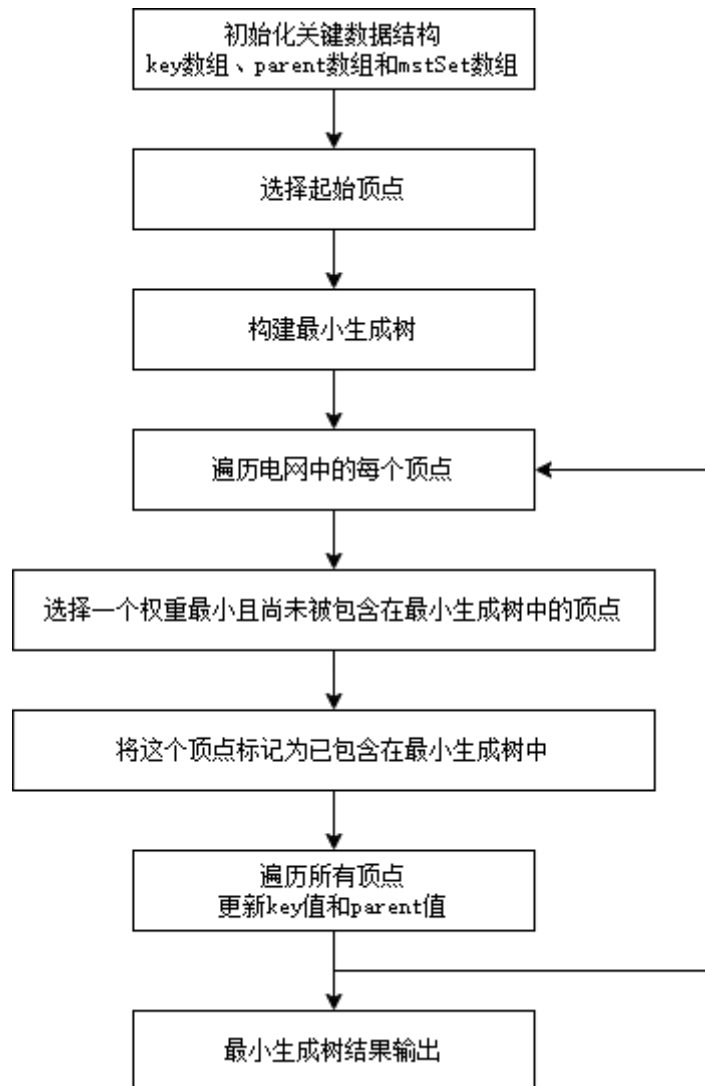 初始化关键数据结构
key数组、parent数组和mstSet数组
选择起始顶点
构建最小生成树
遍历电网中的每个顶点
选择一个权重最小且尚未被包含在最小生成树中的顶点
将这个顶点标记为已包含在最小生成树中
遍历所有顶点
更新key值和parent值
最小生成树结果输出